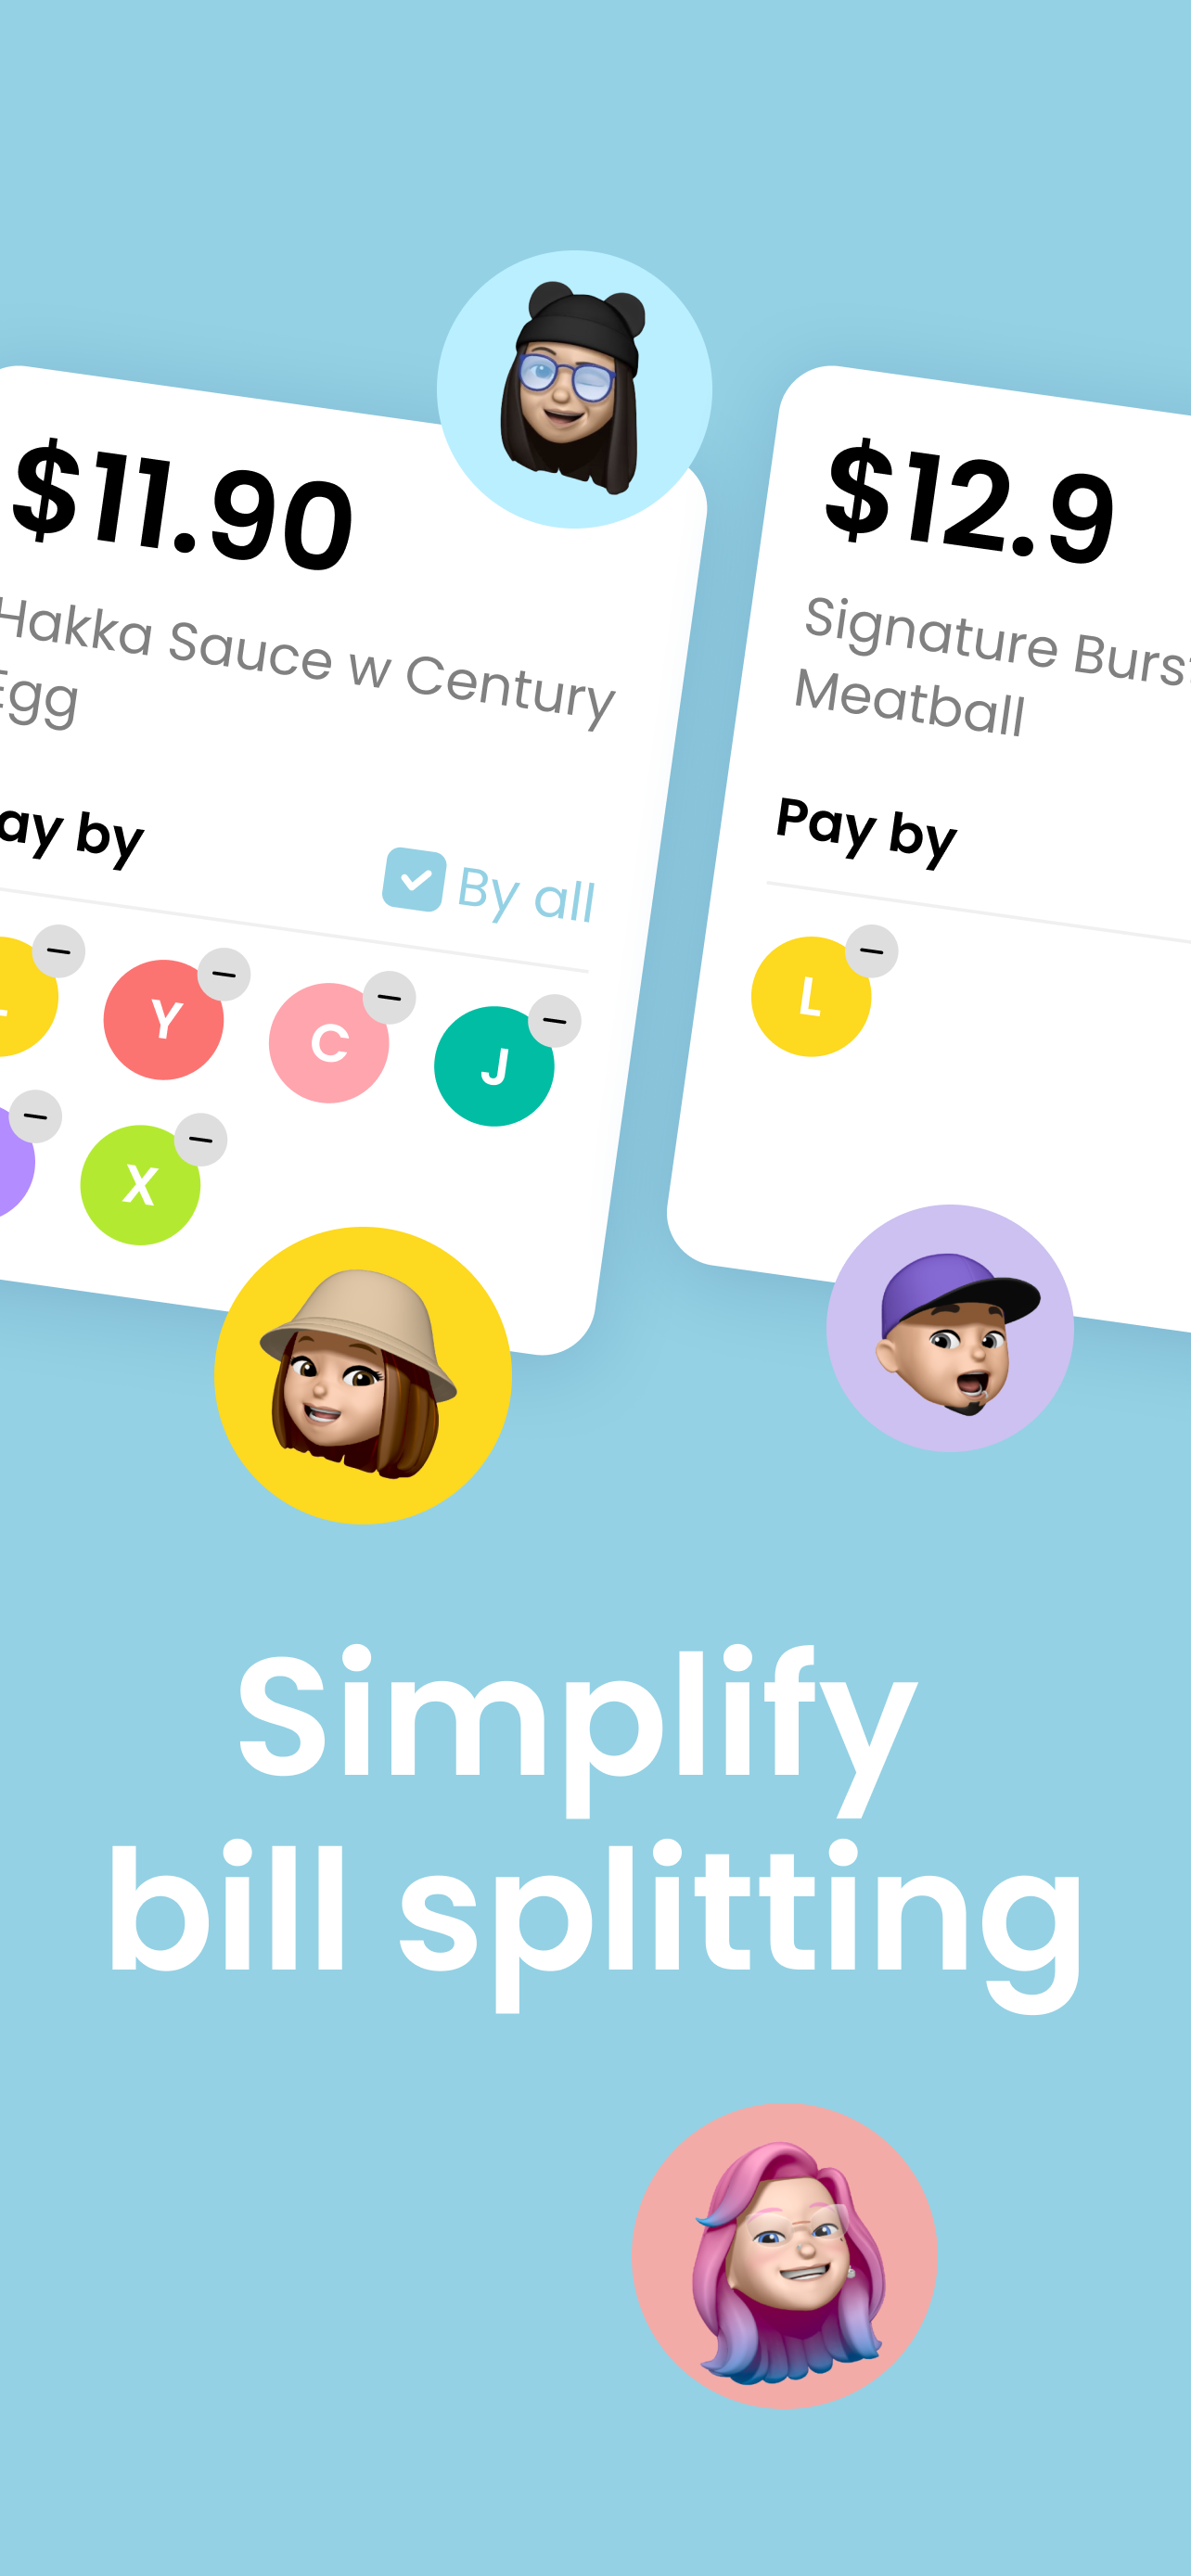 $11.90
Hakka Sauce w Century
Egg
ay by
By all
Y
C
J
X
$12.9
Signature Burs
Meatball
Pay by
L
Simplify
bill splitting